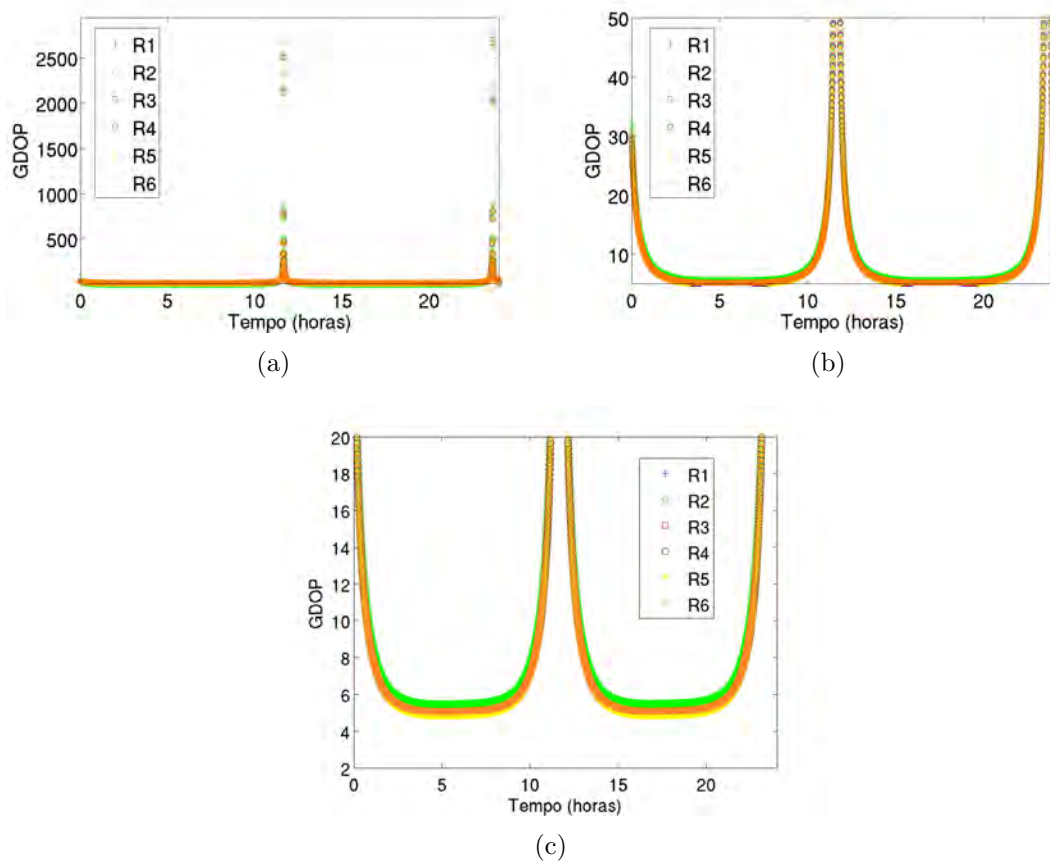 2500
2000
1500
1000
500
GDOP
R1
R2
R3
R4
R5
R6
0 5 10 15 20
Tempo (horas)
(a)
50
40
30
20
10
GDOP
R1
R2
R3
R4
R5
R6
0 5 10 15 20
Tempo (horas)
(b)
20
18
16
14
12
10
8
6
4
2
GDOP
R1
R2
R3
R4
R5
R6
0 5 10 15 20
Tempo (horas)
(c)